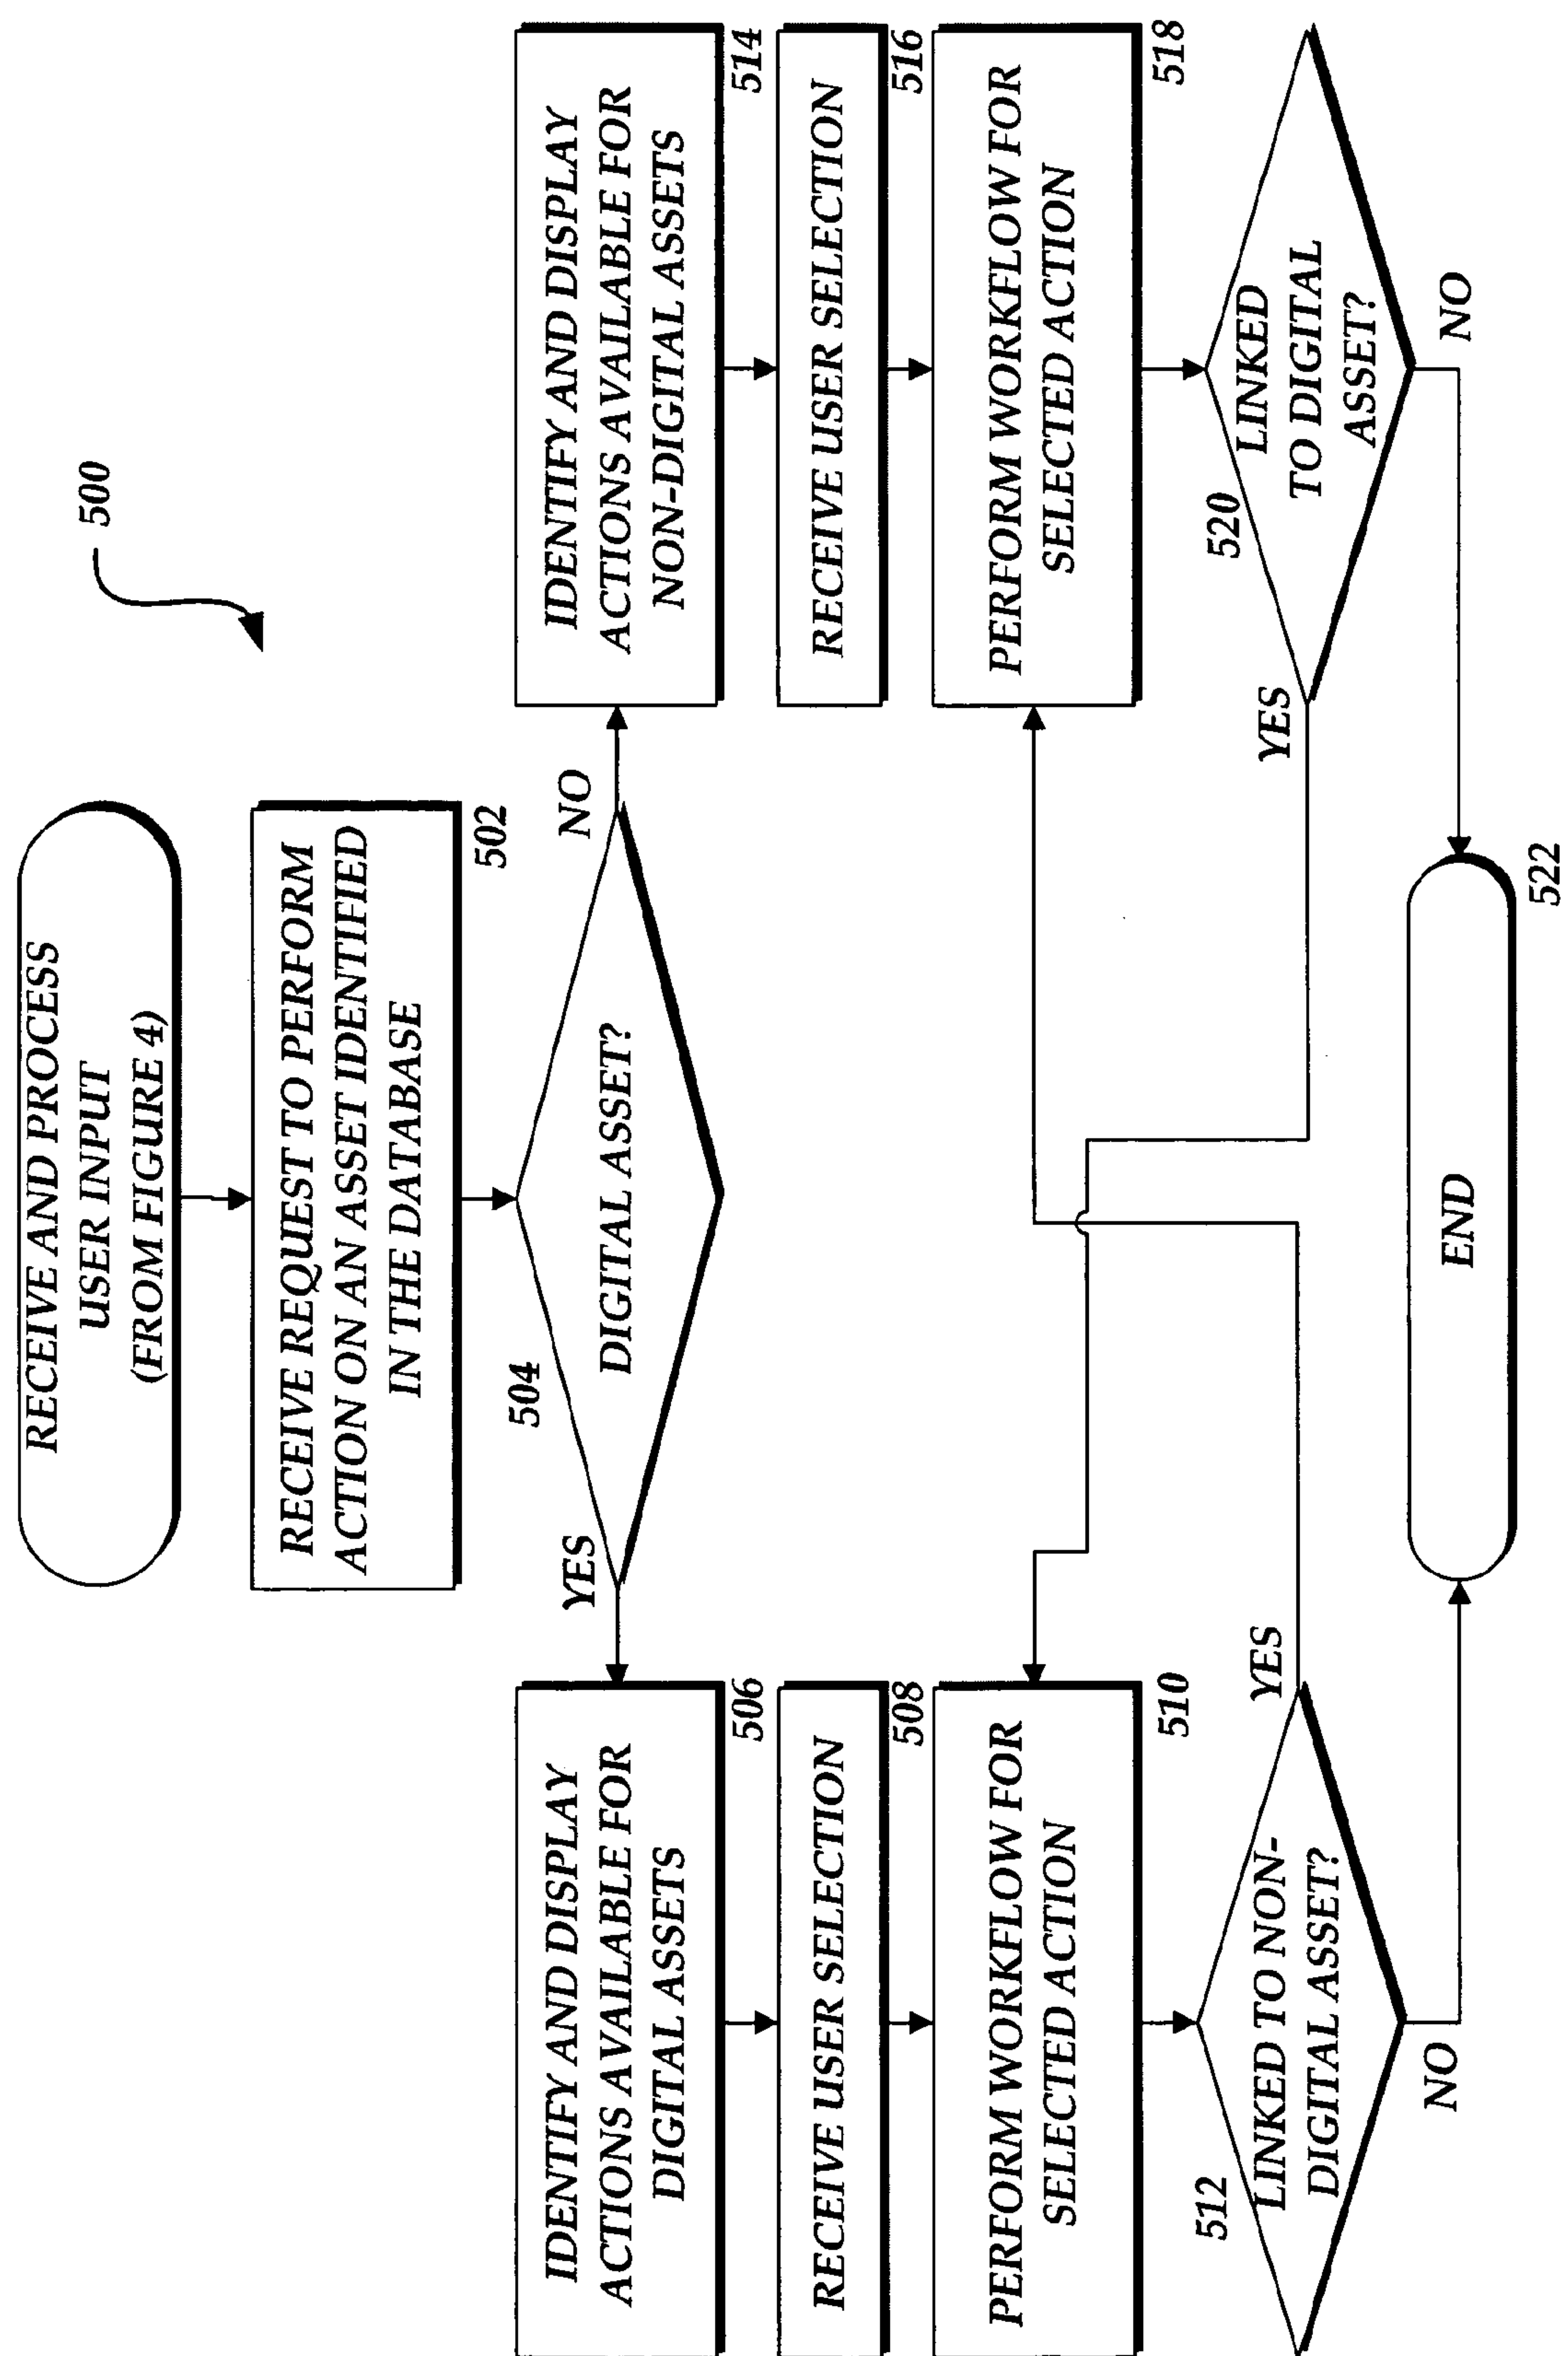 500
RECEIVE AND PROCESS
USER INPUT
(FROM FIGURE 4)
RECEIVE REQUEST TO PERFORM
ACTION ON AN ASSET IDENTIFIED
IN THE DATABASE
502
504
DIGITAL ASSET?
YES
NO
IDENTIFY AND DISPLAY
ACTIONS AVAILABLE FOR
DIGITAL ASSETS
506
RECEIVE USER SELECTION
508
PERFORM WORKFLOW FOR
SELECTED ACTION
510
512
LINKED TO NON-
DIGITAL ASSET?
YES
NO
IDENTIFY AND DISPLAY
ACTIONS AVAILABLE FOR
NON-DIGITAL ASSETS
514
RECEIVE USER SELECTION
516
PERFORM WORKFLOW FOR
SELECTED ACTION
518
520
LINKED
TO DIGITAL
ASSET?
YES
NO
END
522